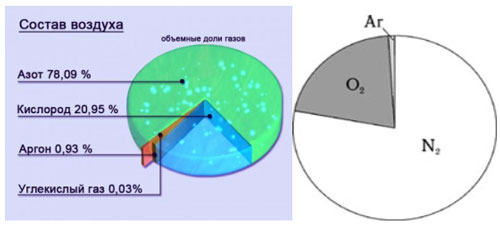 Состав воздуха
объемные доли газов
Азот 78,09 %
Кислород 20,95 %
Аргон 0,93 %
Углекислый газ 0,03%
Ar
O₂
N₂